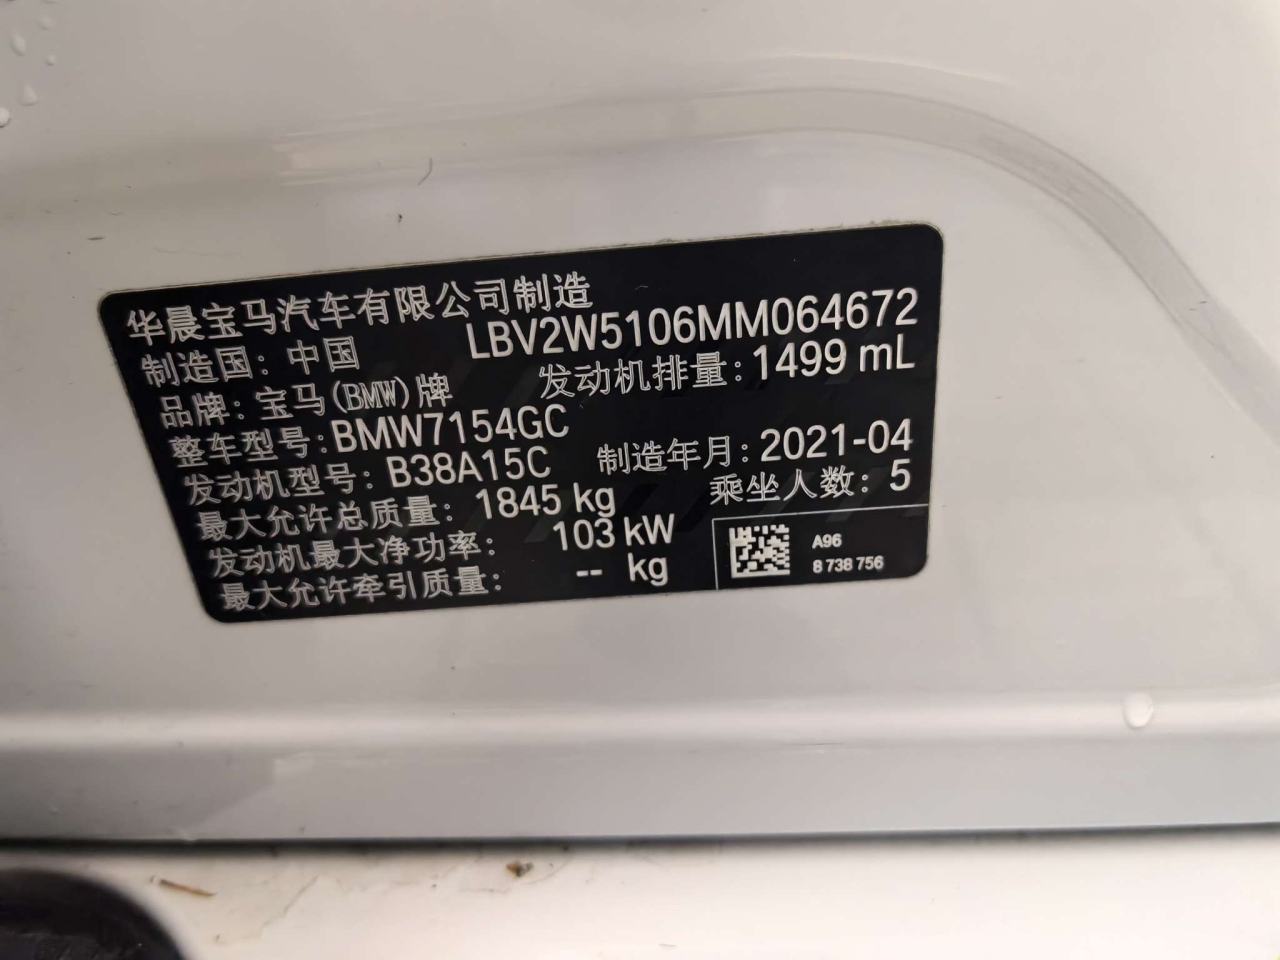 华晨宝马汽车有限公司制造
制造国：中国 LBV2W5106MM064672
品牌：宝马(BMW)牌 发动机排量：1499 mL
整车型号：BMW7154GC
发动机型号：B38A15C 制造年月：2021-04
最大允许总质量：1845 kg 乘坐人数：5
发动机最大净功率：103 kW
最大允许牵引质量：-- kg
A96
8 738 756